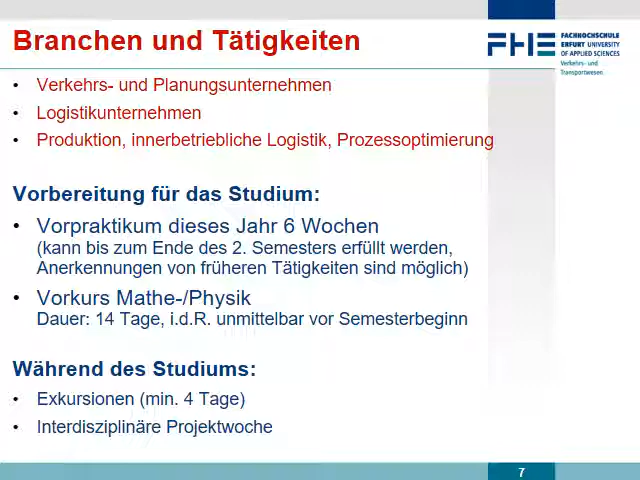 Branchen und Tätigkeiten
FHE
FACHHOCHSCHULE
ERFURT UNIVERSITY
OF APPLIED SCIENCES
Verkehrs- und
Transportwesen
• Verkehrs- und Planungsunternehmen
• Logistikunternehmen
• Produktion, innerbetriebliche Logistik, Prozessoptimierung
Vorbereitung für das Studium:
• Vorpraktikum dieses Jahr 6 Wochen
(kann bis zum Ende des 2. Semesters erfüllt werden,
Anerkennungen von früheren Tätigkeiten sind möglich)
• Vorkurs Mathe-/Physik
Dauer: 14 Tage, i.d.R. unmittelbar vor Semesterbeginn
Während des Studiums:
• Exkursionen (min. 4 Tage)
• Interdisziplinäre Projektwoche
7